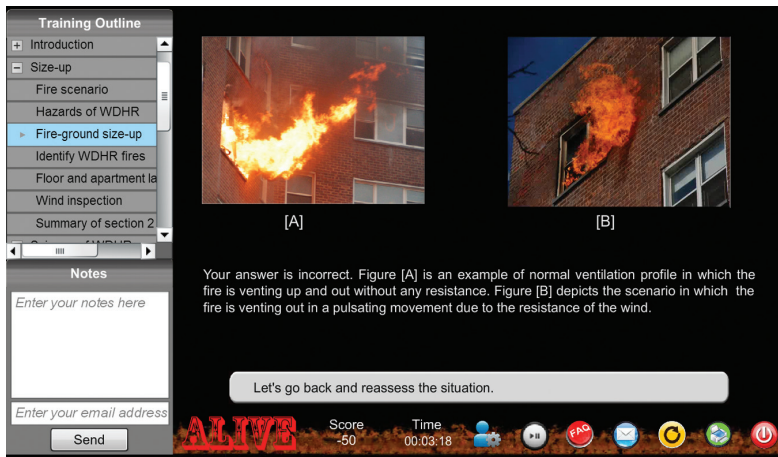 Training Outline
Introduction
Size-up
Fire scenario
Hazards of WDHR
Fire-ground size-up
Identify WDHR fires
Floor and apartment la
Wind inspection
Summary of section 2
Notes
Enter your notes here
Enter your email address
Send
[A]
[B]
Your answer is incorrect. Figure [A] is an example of normal ventilation profile in which the
fire is venting up and out without any resistance. Figure [B] depicts the scenario in which the
fire is venting out in a pulsating movement due to the resistance of the wind.
Let's go back and reassess the situation.
ALIVE
Score
-50
Time
00:03:18
FAQ